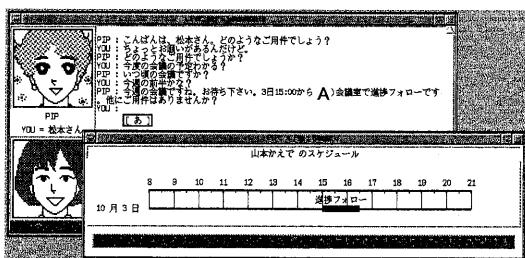 PIP : こんばんは、松本さん。どのようなご用件でしょう?
YOU : ちょっとお願いがあるんだけど。
PIP : どのようなご用件でしょうか?
YOU : 今度の会議の予定わかる?
PIP : いつ頃の会議ですか?
YOU : 今週の前半かな?
PIP : 今週の会議ですね。お待ち下さい。3日15:00から A)会議室で進捗フォローです
。他にご用件はありませんか?
YOU :
[ あ ]
PIP
YOU = 松本さん
山本かえで のスケジュール
8 9 10 11 12 13 14 15 16 17 18 19 20 21
進捗フォロー
10 月 3 日